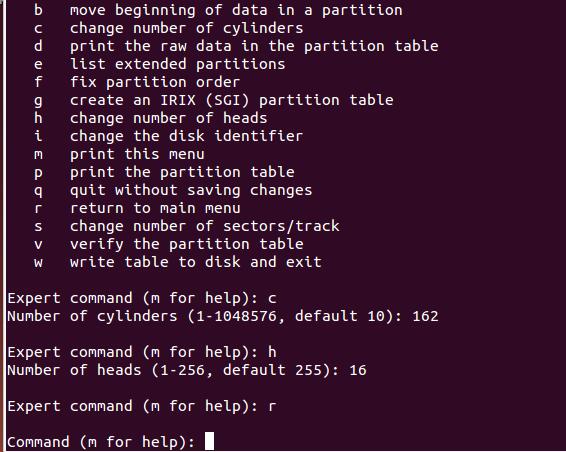 b   move beginning of data in a partition
c   change number of cylinders
d   print the raw data in the partition table
e   list extended partitions
f   fix partition order
g   create an IRIX (SGI) partition table
h   change number of heads
i   change the disk identifier
m   print this menu
p   print the partition table
q   quit without saving changes
r   return to main menu
s   change number of sectors/track
v   verify the partition table
w   write table to disk and exit
Expert command (m for help): c
Number of cylinders (1-1048576, default 10): 162
Expert command (m for help): h
Number of heads (1-256, default 255): 16
Expert command (m for help): r
Command (m for help):